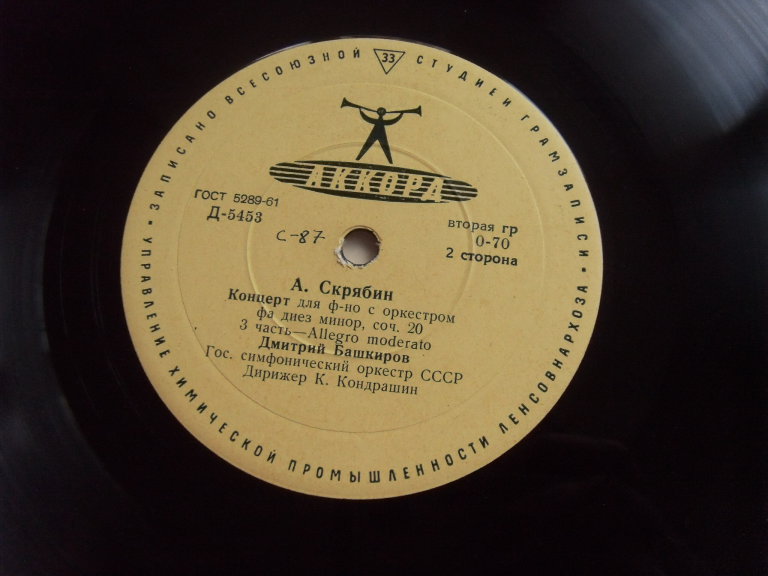 ЗАПИСАНО ВСЕСОЮЗНОЙ 33 СТУДИЕЙ ГРАМЗАПИСИ
АККОРД
ГОСТ 5289-61
Д-5453
вторая гр
0-70
2 сторона
с-87
А. Скрябин
Концерт для ф-но с оркестром
фа диез минор, соч. 20
3 часть—Allegro moderato
Дмитрий Башкиров
Гос. симфонический оркестр СССР
Дирижер К. Кондрашин
УПРАВЛЕНИЕ ХИМИЧЕСКОЙ ПРОМЫШЛЕННОСТИ ЛЕНСОВНАРХОЗА